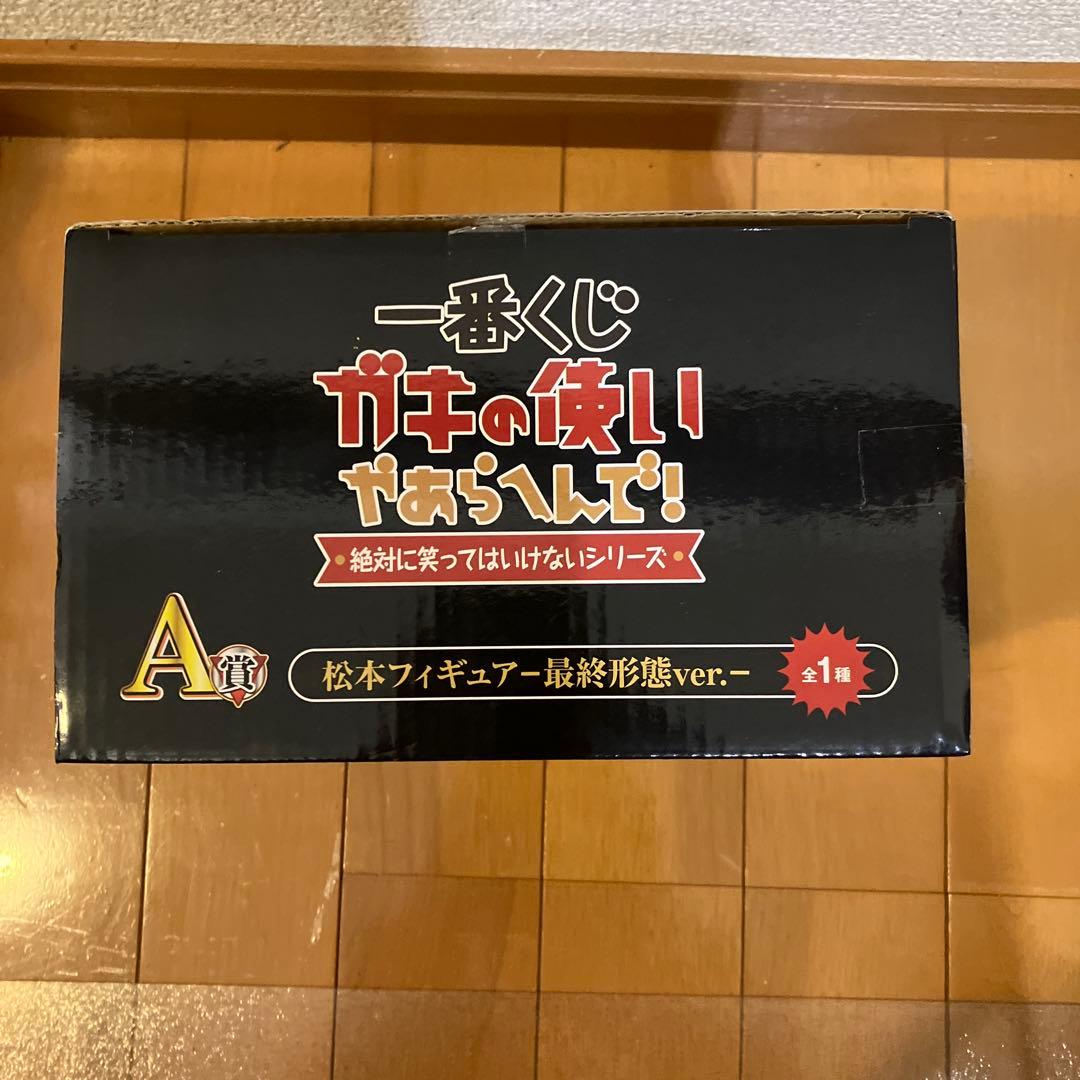 一番くじ
ガキの使い
やあらへんで!
・絶対に笑ってはいけないシリーズ・
A賞
松本フィギュアー最終形態ver.ー
全1種